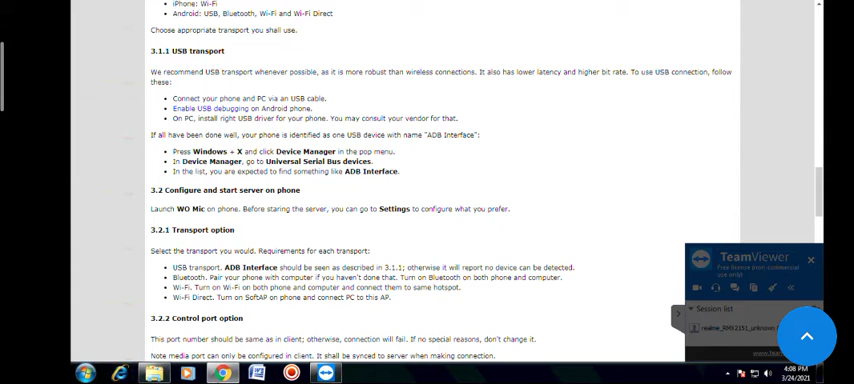 iPhone: Wi-Fi
Android: USB, Bluetooth, Wi-Fi and Wi-Fi Direct
Choose appropriate transport you shall use.
3.1.1 USB transport
We recommend USB transport whenever possible, as it is more robust than wireless connections. It also has lower latency and higher bit rate. To use USB connection, follow
these:
Connect your phone and PC via an USB cable.
Enable USB debugging on Android phone.
On PC, install right USB driver for your phone. You may consult your vendor for that.
If all have been done well, your phone is identified as one USB device with name "ADB Interface":
Press Windows + X and click Device Manager in the pop menu.
In Device Manager, go to Universal Serial Bus devices.
In the list, you are expected to find something like ADB Interface.
3.2 Configure and start server on phone
Launch WO Mic on phone. Before staring the server, you can go to Settings to configure what you prefer.
3.2.1 Transport option
Select the transport you would. Requirements for each transport:
USB transport. ADB Interface should be seen as described in 3.1.1; otherwise it will report no device can be detected.
Bluetooth. Pair your phone with computer if you haven't done that. Turn on Bluetooth on both phone and computer.
Wi-Fi. Turn on Wi-Fi on both phone and computer and connect them to same hotspot.
Wi-Fi Direct. Turn on SoftAP on phone and connect PC to this AP.
3.2.2 Control port option
This port number should be same as in client; otherwise, connection will fail. If no special reasons, don't change it.
Note media port can only be configured in client. It shall be synced to server when making connection.
TeamViewer
Free license (non-commercial
use only)
Session list
realme_RMX2151_unknown
www.team
4:08 PM
3/24/2021